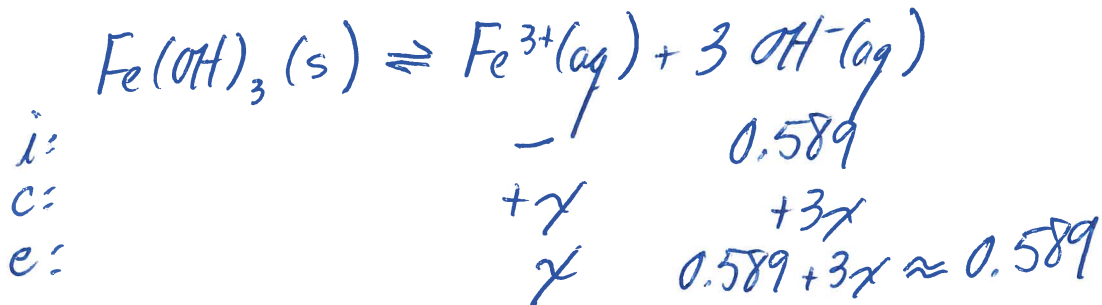 Fe(OH)₃ (s) ⇌ Fe³⁺(aq) + 3 OH⁻(aq)
i: – 0.589
c: +x +3x
e: x 0.589 + 3x ≈ 0.589